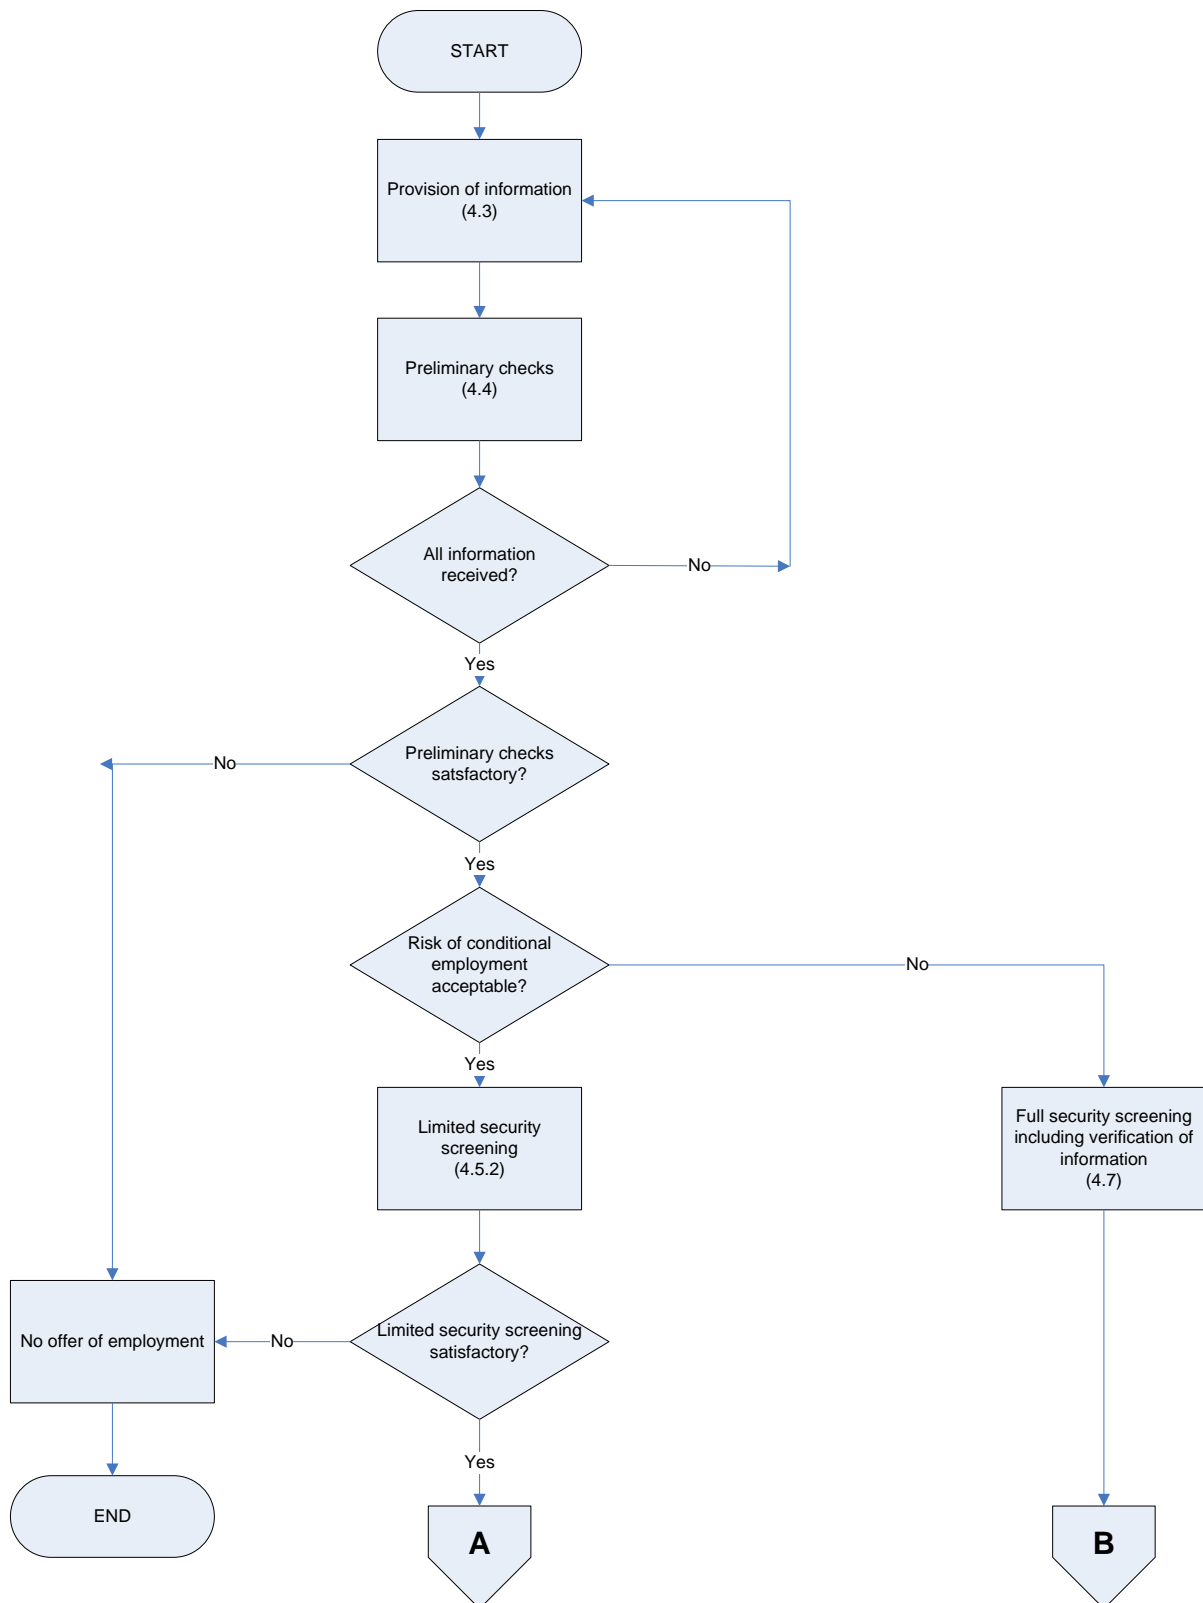 START
Provision of information
(4.3)
Preliminary checks
(4.4)
All information
received?
No
Yes
Preliminary checks
satsfactory?
No
Yes
Risk of conditional
employment
acceptable?
No
Yes
Limited security
screening
(4.5.2)
Full security screening
including verification of
information
(4.7)
No offer of employment
No
Limited security screening
satisfactory?
Yes
END
A
B